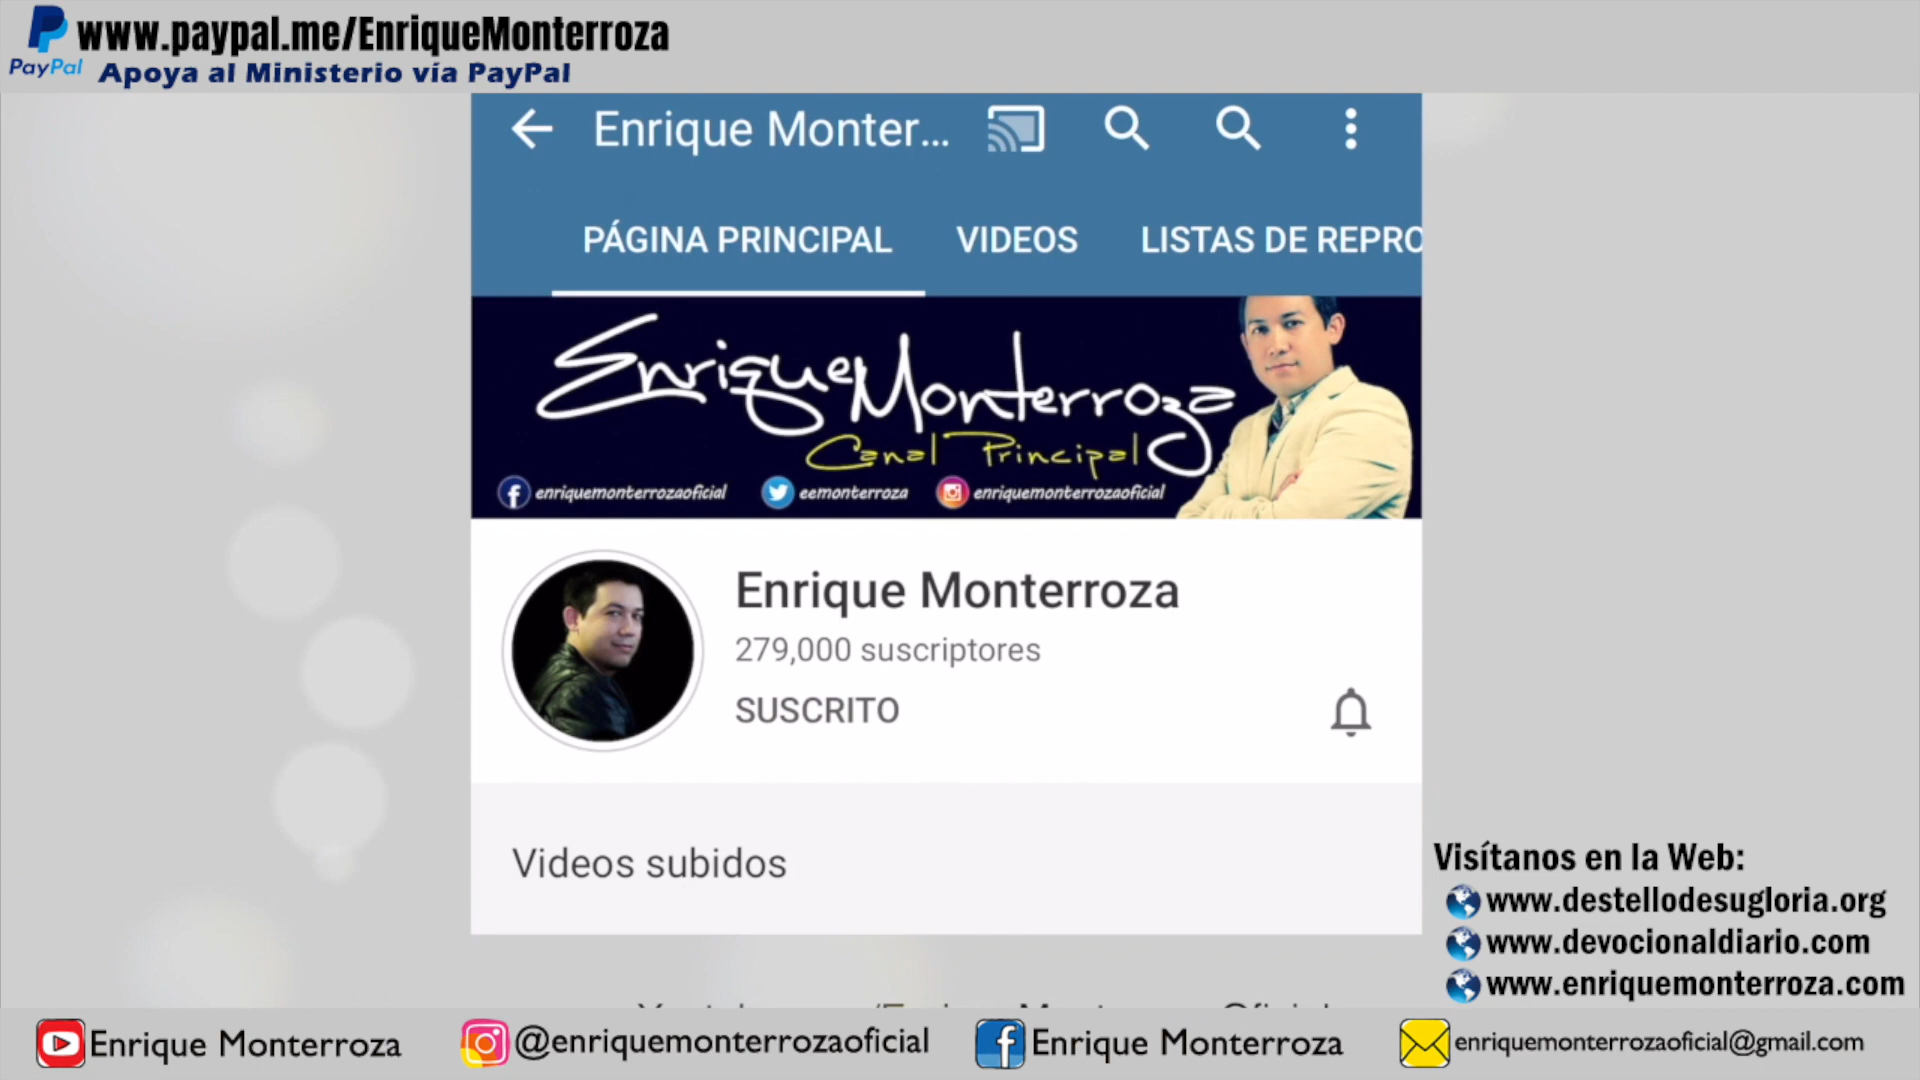 www.paypal.me/EnriqueMonterroza
PayPal
Apoya al Ministerio vía PayPal
Enrique Monter...
PÁGINA PRINCIPAL VIDEOS LISTAS DE REPRO
Enrique Monterroza
Canal Principal
enriquemonterrozaoficial eemonterroza enriquemonterrozaoficial
Enrique Monterroza
279,000 suscriptores
SUSCRITO
Videos subidos
Visítanos en la Web:
www.destellodesugloria.org
www.devocionaldiario.com
www.enriquemonterroza.com
Enrique Monterroza @enriquemonterrozaoficial Enrique Monterroza enriquemonterrozaoficial@gmail.com